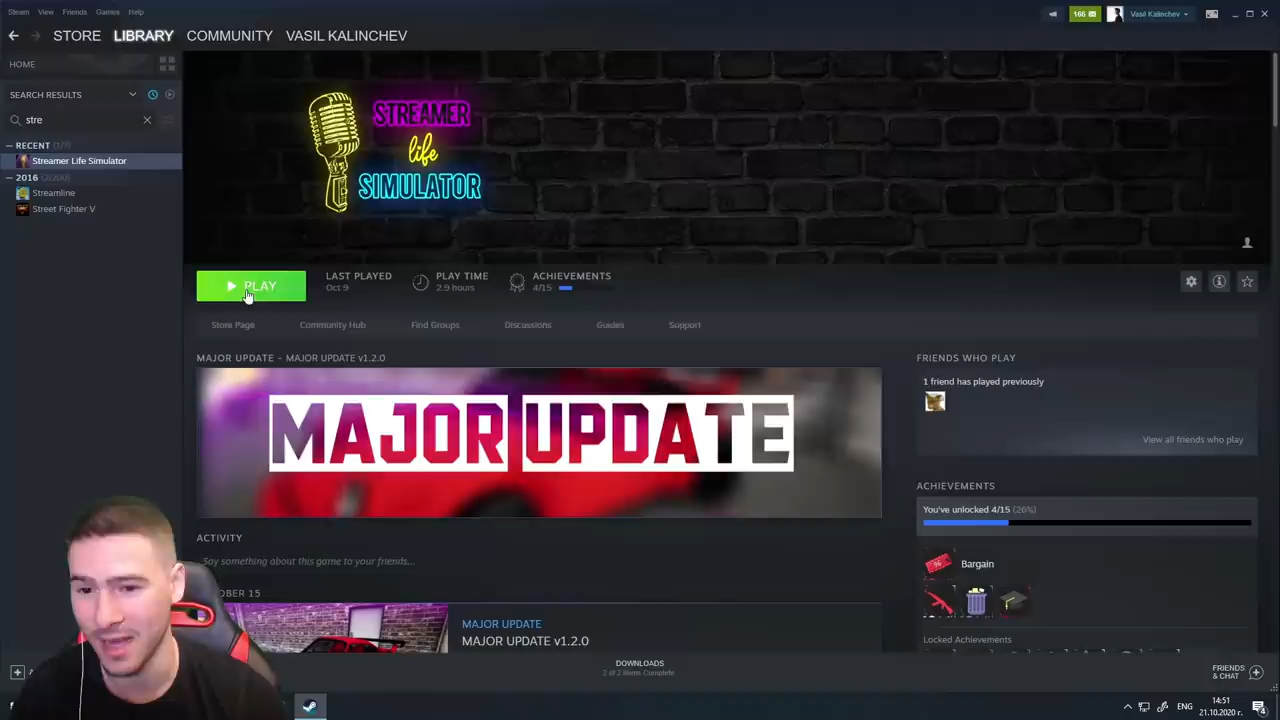 Steam View Friends Games Help
166
Vasil Kalinchev
STORE LIBRARY COMMUNITY VASIL KALINCHEV
HOME
SEARCH RESULTS
stre
RECENT (1/7)
Streamer Life Simulator
2016
Streamline
Street Fighter V
STREAMER
life
SIMULATOR
PLAY
LAST PLAYED
Oct 9
PLAY TIME
2.9 hours
ACHIEVEMENTS
4/15
Store Page Community Hub Find Groups Discussions Guides Support
MAJOR UPDATE - MAJOR UPDATE v1.2.0
MAJOR UPDATE
ACTIVITY
Say something about this game to your friends...
OCTOBER 15
MAJOR UPDATE
MAJOR UPDATE v1.2.0
FRIENDS WHO PLAY
1 friend has played previously
View all friends who play
ACHIEVEMENTS
You've unlocked 4/15 (26%)
Bargain
Locked Achievements
DOWNLOADS
2 of 2 Items Complete
FRIENDS
& CHAT
ENG
14:51
21.10.2020 г.
4